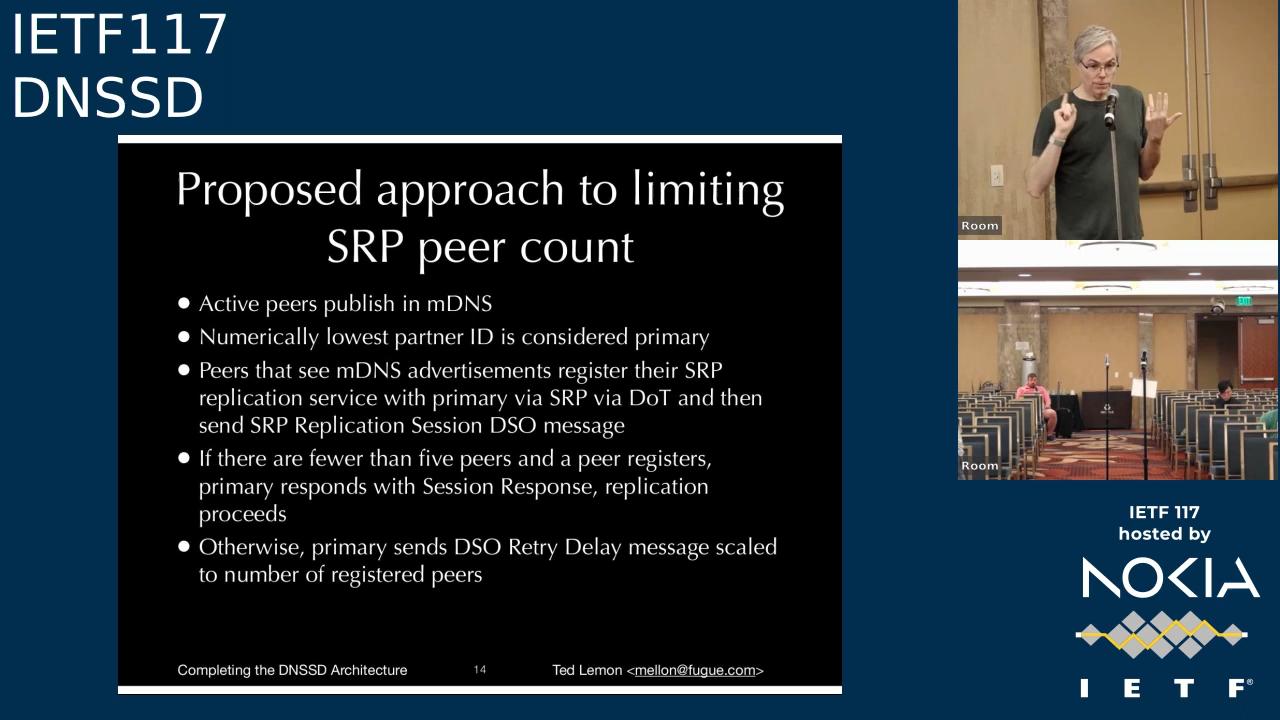 IETF117
DNSSD
Proposed approach to limiting
SRP peer count
● Active peers publish in mDNS
● Numerically lowest partner ID is considered primary
● Peers that see mDNS advertisements register their SRP
replication service with primary via SRP via DoT and then
send SRP Replication Session DSO message
● If there are fewer than five peers and a peer registers,
primary responds with Session Response, replication
proceeds
● Otherwise, primary sends DSO Retry Delay message scaled
to number of registered peers
Completing the DNSSD Architecture 14 Ted Lemon <mellon@fugue.com>
Room
Room
IETF 117
hosted by
NOKIA
I E T F®